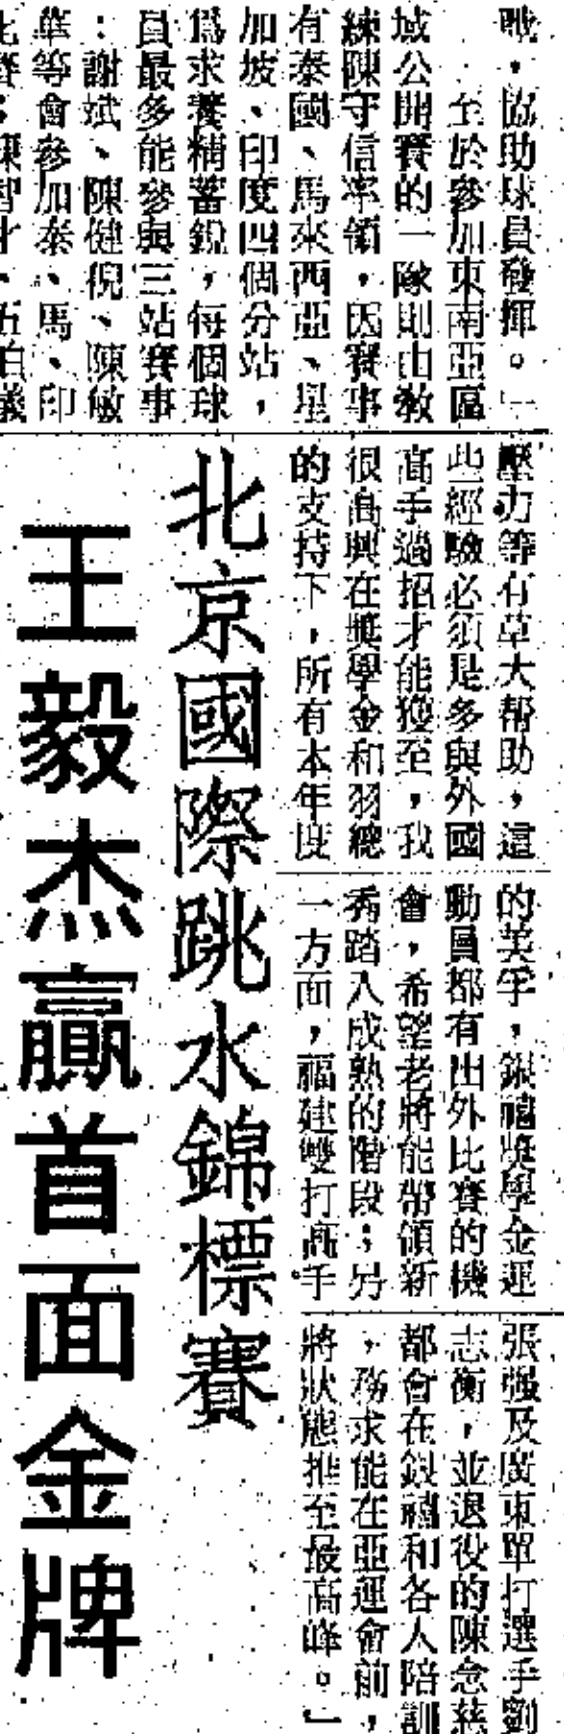 戰，協助球員發揮。」
至於參加東南亞區
域公開賽的一隊則由教
練陳守信率領，因賽事
有泰國、馬來西亞、星
加坡、印度四個分站，
爲求養精蓄銳，每個球
員最多能參與三站賽事
：謝斌、陳健倪、陳敏
華等會參加泰、馬、印
壓力等有莫大帮助，這
些經驗必須是多與外國
高手過招才能獲至，我
很高興在獎學金和羽總
的支持下，所有本年度
的美孚，銀禧獎學金運
動員都有出外比賽的機
會，希望老將能帶領新
秀踏入成熟的階段；另
一方面，福建雙打高手
張强及廣東單打選手劉
志衡，並退役的陳念慈
都會在銀禧和各人陪訓
，務求能在亞運會前，
將狀態推至最高峰。」
北京國際跳水錦標賽
王毅杰贏首面金牌